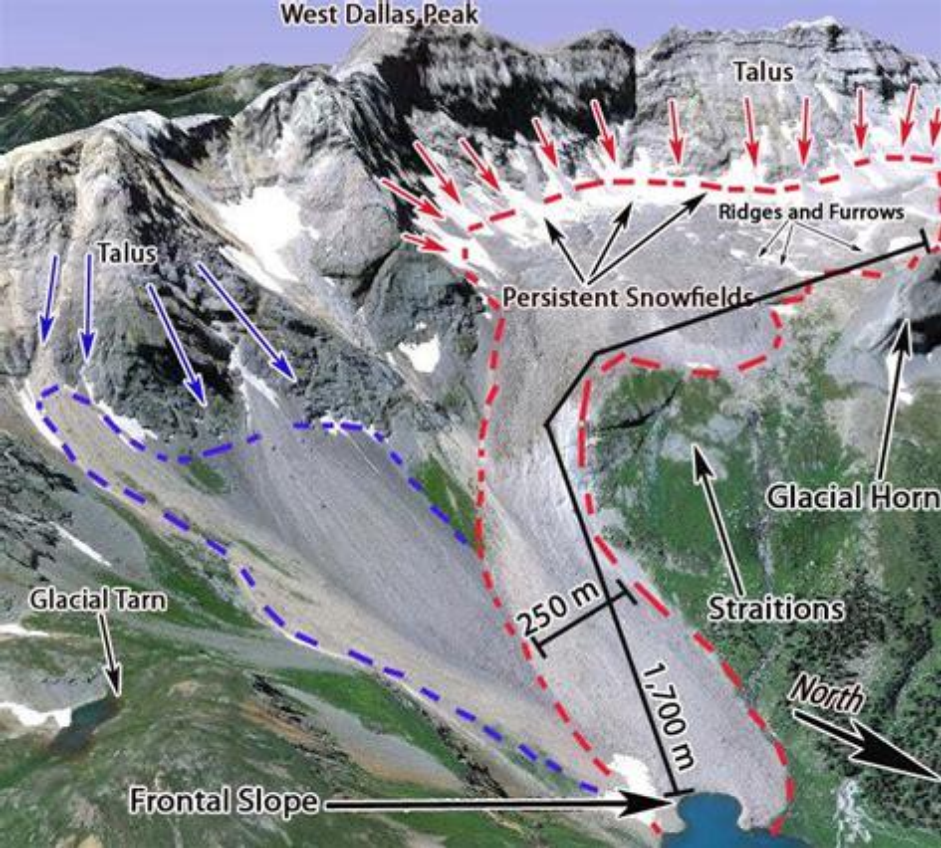 West Dallas Peak
Talus
Ridges and Furrows
Talus
Persistent Snowfields
Glacial Horn
250 m
Glacial Tarn
Straitions
1,700 m
North
Frontal Slope